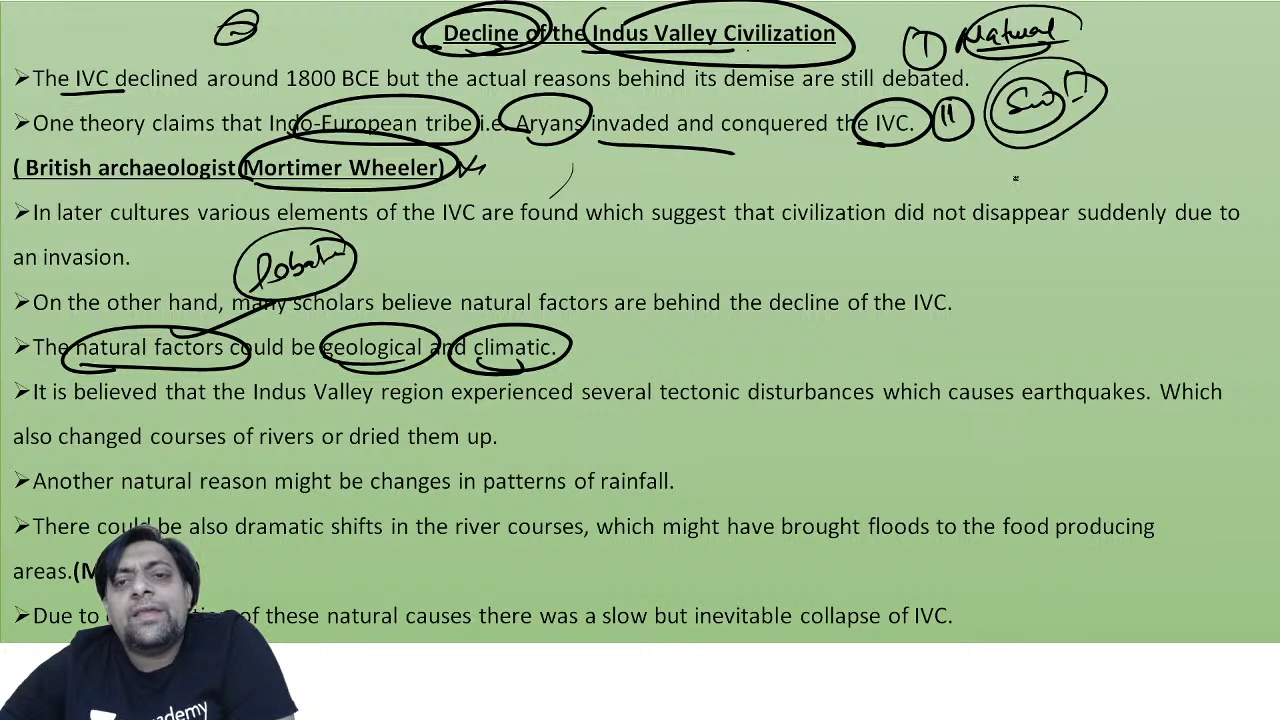 Decline of the Indus Valley Civilization
I Natural
➢The IVC declined around 1800 BCE but the actual reasons behind its demise are still debated.
➢One theory claims that Indo-European tribe i.e. Aryans invaded and conquered the IVC. II
( British archaeologist Mortimer Wheeler)
➢In later cultures various elements of the IVC are found which suggest that civilization did not disappear suddenly due to
an invasion.
➢On the other hand, many scholars believe natural factors are behind the decline of the IVC.
➢The natural factors could be geological and climatic.
➢It is believed that the Indus Valley region experienced several tectonic disturbances which causes earthquakes. Which
also changed courses of rivers or dried them up.
➢Another natural reason might be changes in patterns of rainfall.
➢There could be also dramatic shifts in the river courses, which might have brought floods to the food producing
areas.(M
➢Due to of these natural causes there was a slow but inevitable collapse of IVC.